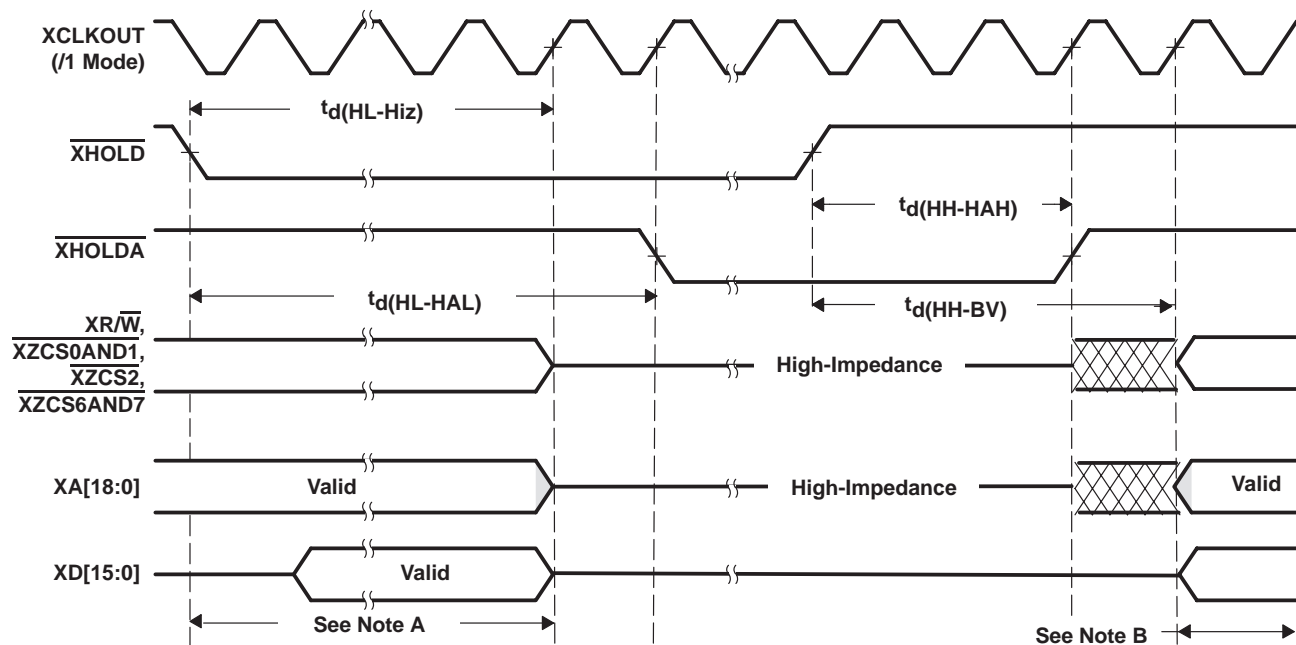 XCLKOUT
(/1 Mode)
td(HL-Hiz)
XHOLD
td(HH-HAH)
XHOLDA
td(HL-HAL)
td(HH-BV)
XR/W,
XZCS0AND1,
XZCS2,
XZCS6AND7
High-Impedance
XA[18:0]
Valid
High-Impedance
Valid
XD[15:0]
Valid
See Note A
See Note B